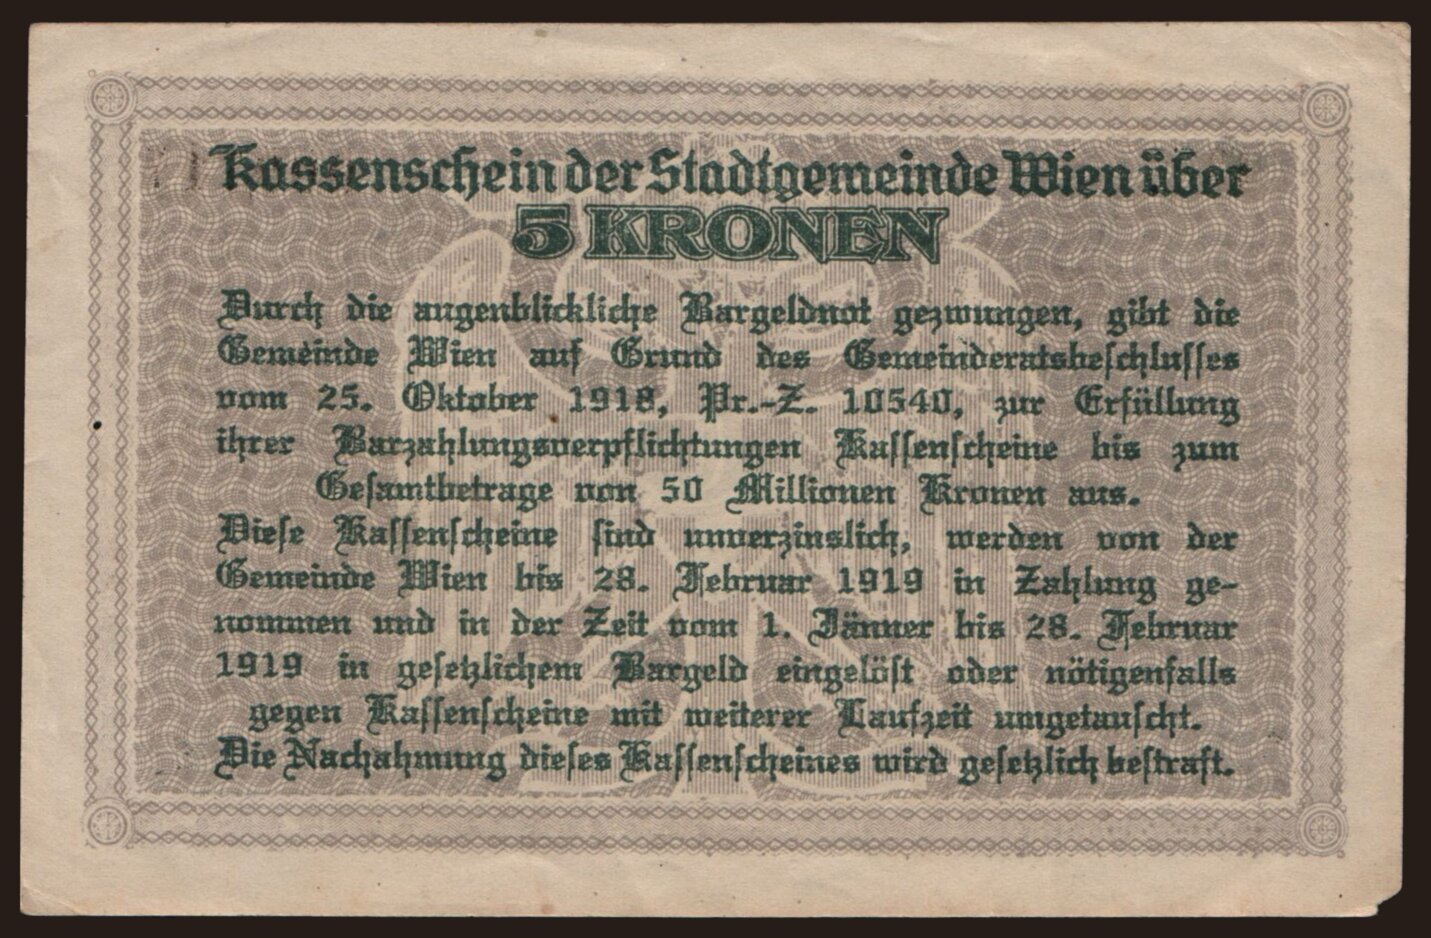 Kassenschein der Stadtgemeinde Wien über
5 KRONEN
Durch die augenblickliche Bargeldnot gezwungen, gibt die
Gemeinde Wien auf Grund des Gemeinderatsbeschlusses
vom 25. Oktober 1918, Pr.-Z. 10540, zur Erfüllung
ihrer Barzahlungsverpflichtungen Kassenscheine bis zum
Gesamtbetrage von 50 Millionen Kronen aus.
Diese Kassenscheine sind unverzinslich, werden von der
Gemeinde Wien bis 28. Februar 1919 in Zahlung ge-
nommen und in der Zeit vom 1. Jänner bis 28. Februar
1919 in gesetzlichem Bargeld eingelöst oder nötigenfalls
gegen Kassenscheine mit weiterer Laufzeit umgetauscht.
Die Nachahmung dieses Kassenscheines wird gesetzlich bestraft.